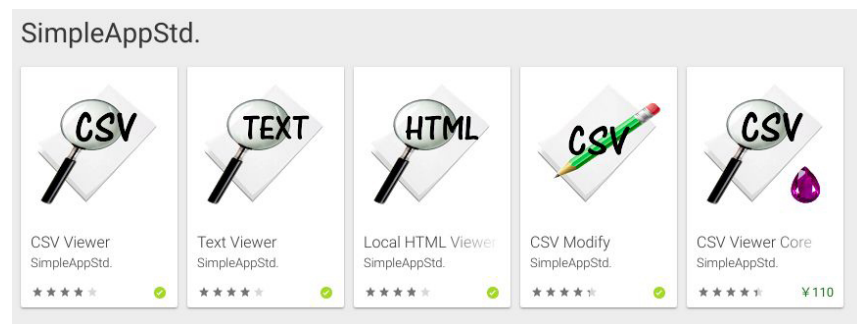 SimpleAppStd.
CSV
TEXT
HTML
CSV
CSV
CSV Viewer
SimpleAppStd.
Text Viewer
SimpleAppStd.
Local HTML Viewer
SimpleAppStd.
CSV Modify
SimpleAppStd.
CSV Viewer Core
SimpleAppStd.
¥110